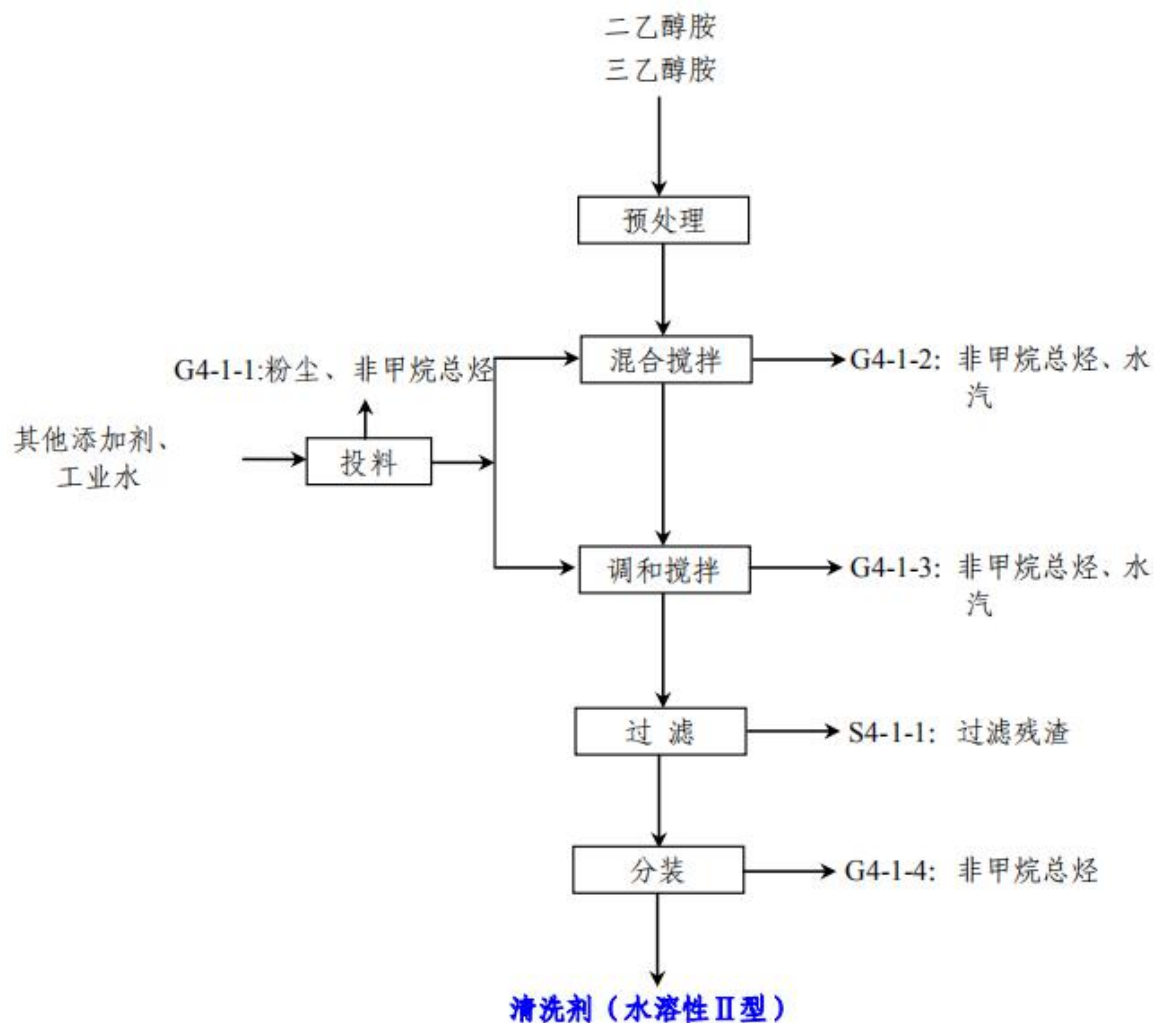 二乙醇胺
三乙醇胺
预处理
混合搅拌
G4-1-1:粉尘、非甲烷总烃
G4-1-2: 非甲烷总烃、水
汽
其他添加剂、
工业水
投料
调和搅拌
G4-1-3: 非甲烷总烃、水
汽
过 滤
S4-1-1: 过滤残渣
分装
G4-1-4: 非甲烷总烃
清洗剂（水溶性Ⅱ型）